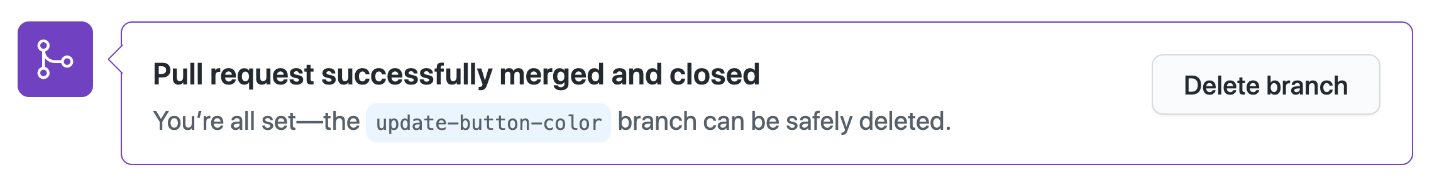 Pull request successfully merged and closed
You’re all set—the update-button-color branch can be safely deleted.
Delete branch